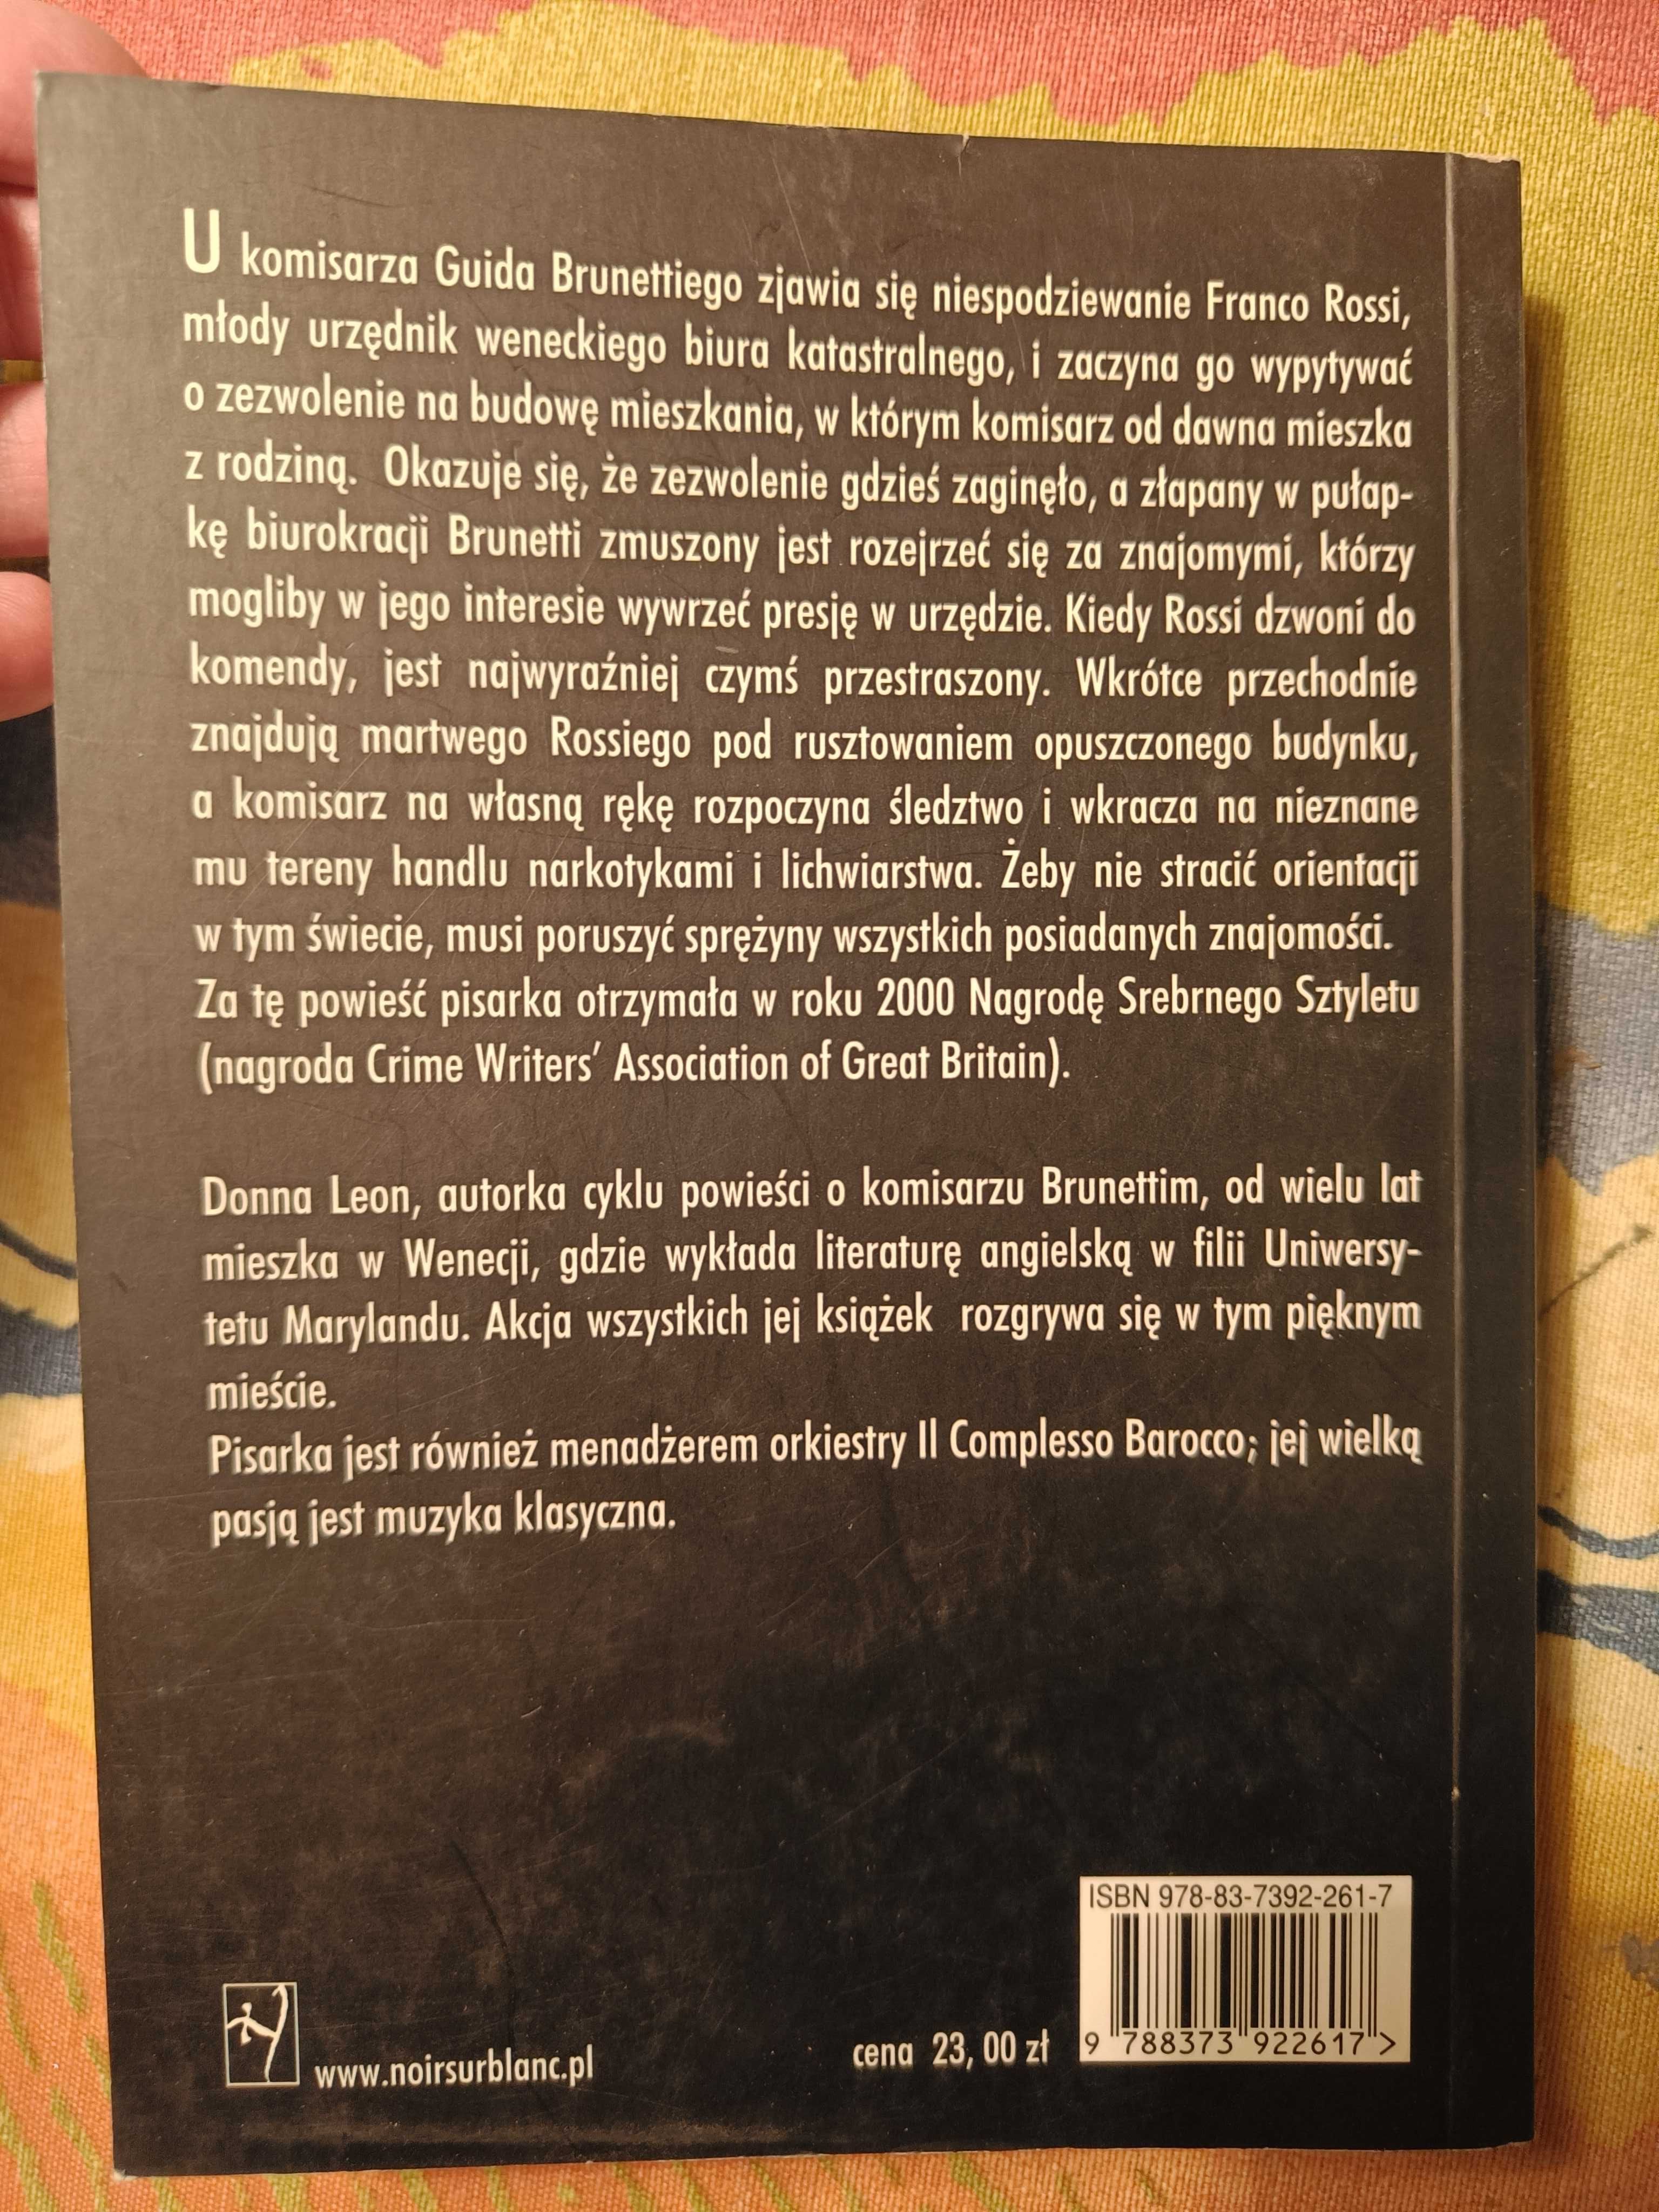 U komisarza Guida Brunettiego zjawia się niespodziewanie Franco Rossi,
młody urzędnik weneckiego biura katastralnego, i zaczyna go wypytywać
o zezwolenie na budowę mieszkania, w którym komisarz od dawna mieszka
z rodziną. Okazuje się, że zezwolenie gdzieś zaginęło, a złapany w pułap-
kę biurokracji Brunetti zmuszony jest rozejrzeć się za znajomymi, którzy
mogliby w jego interesie wywrzeć presję w urzędzie. Kiedy Rossi dzwoni do
komendy, jest najwyraźniej czymś przestraszony. Wkrótce przechodnie
znajdują martwego Rossiego pod rusztowaniem opuszczonego budynku,
a komisarz na własną rękę rozpoczyna śledztwo i wkracza na nieznane
mu tereny handlu narkotykami i lichwiarstwa. Żeby nie stracić orientacji
w tym świecie, musi poruszyć sprężyny wszystkich posiadanych znajomości.
Za tę powieść pisarka otrzymała w roku 2000 Nagrodę Srebrnego Sztyletu
(nagroda Crime Writers' Association of Great Britain).
Donna Leon, autorka cyklu powieści o komisarzu Brunettim, od wielu lat
mieszka w Wenecji, gdzie wykłada literaturę angielską w filii Uniwersy-
tetu Marylandu. Akcja wszystkich jej książek rozgrywa się w tym pięknym
mieście.
Pisarka jest również menadżerem orkiestry Il Complesso Barocco; jej wielką
pasją jest muzyka klasyczna.
www.noirsurblanc.pl
cena 23, 00 zł
ISBN 978-83-7392-261-7
9 788373 922617 >